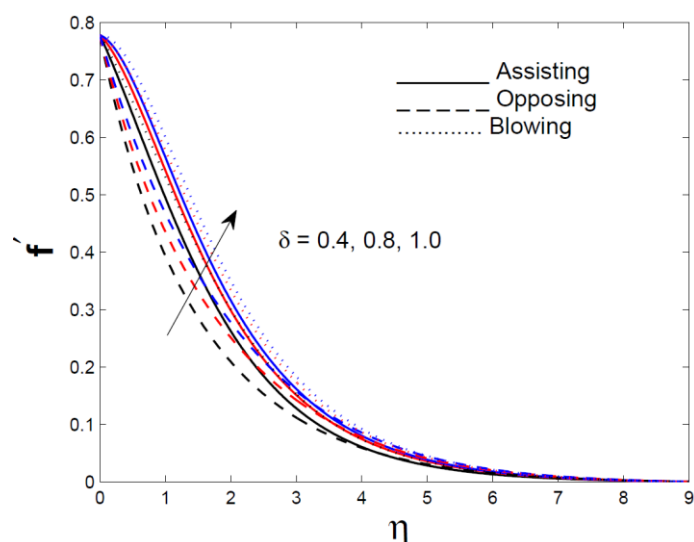 0.8
0.7
0.6
0.5
0.4
0.3
0.2
0.1
0
f′
Assisting
Opposing
Blowing
δ = 0.4, 0.8, 1.0
0 1 2 3 4 5 6 7 8 9
η